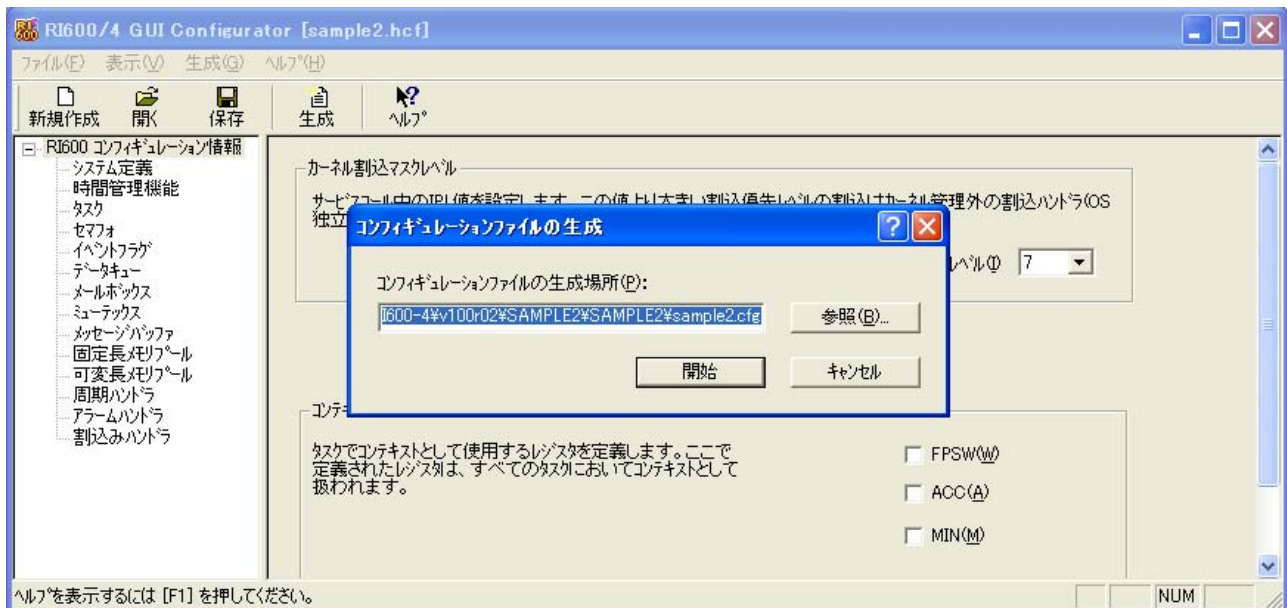 RI600/4 GUI Configurator [sample2.hcf]
ファイル(F) 表示(V) 生成(G) ヘルプ(H)
新規作成 開く 保存 生成 ヘルプ
RI600 コンフィギュレーション情報
システム定義
時間管理機能
タスク
セマフォ
イベントフラグ
データキュー
メールボックス
ミューテックス
メッセージバッファ
固定長メモリプール
可変長メモリプール
周期ハンドラ
アラームハンドラ
割込みハンドラ
カーネル割込マスクレベル
サービスコール中のIPL値を設定します。この値より大きい割込優先レベルの割込はカーネル管理外の割込ハンドラ(OS
独立
レベル(I) 7
コンフィギュレーションファイルの生成
コンフィギュレーションファイルの生成場所(P):
I600-4¥v100r02¥SAMPLE2¥SAMPLE2¥sample2.cfg
参照(B)...
開始 キャンセル
コンテキ
タスクでコンテキストとして使用するレジスタを定義します。ここで
定義されたレジスタは、すべてのタスクにおいてコンテキストとして
扱われます。
FPSW(W)
ACC(A)
MIN(M)
ヘルプを表示するには [F1] を押してください。
NUM